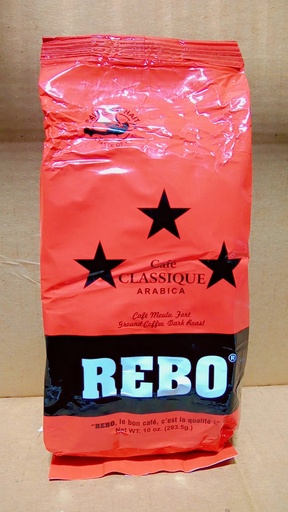 Café
CLASSIQUE
ARABICA
Café Moulu, Fort
Ground Coffee, Dark Roast
REBO®
"REBO, le bon café, c'est la qualité !"
Net WT. 10 oz. (283.5g.)